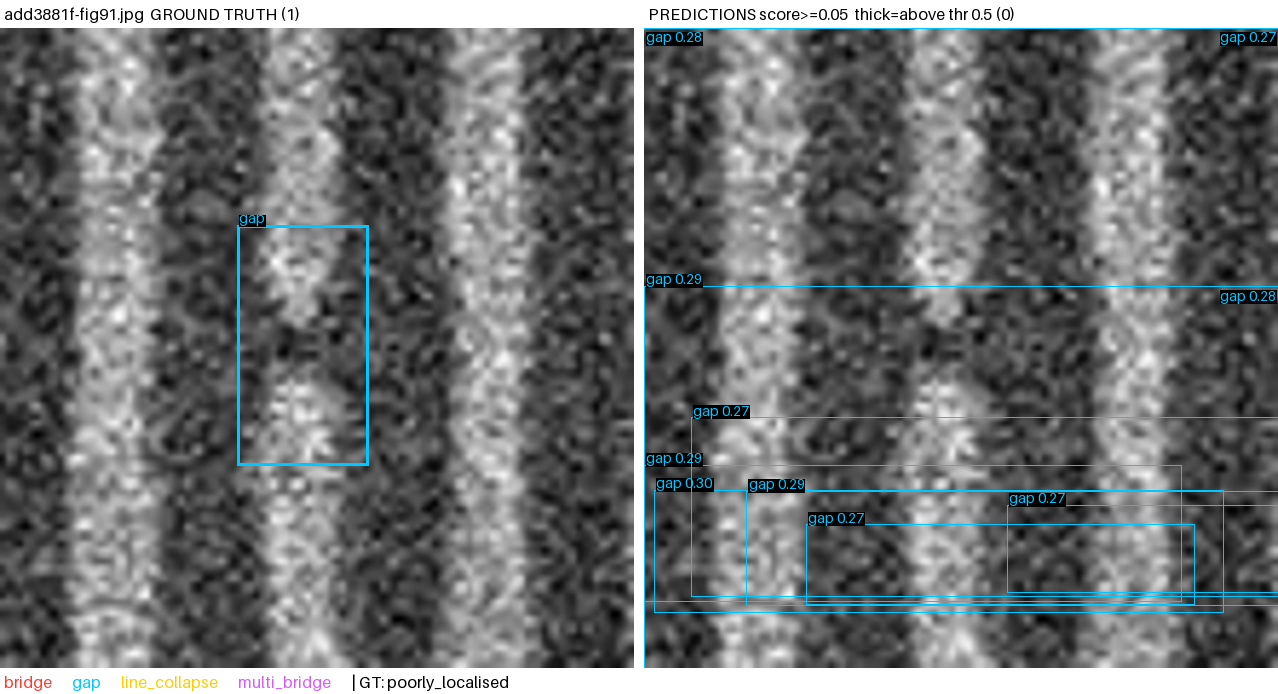 add3881f-fig91.jpg GROUND TRUTH (1)
PREDICTIONS score>=0.05 thick=above thr 0.5 (0)
gap 0.28
gap 0.27
gap
gap 0.29
gap 0.28
gap 0.27
gap 0.29
gap 0.30
gap 0.29
gap 0.27
gap 0.27
bridge gap line_collapse multi_bridge | GT: poorly_localised